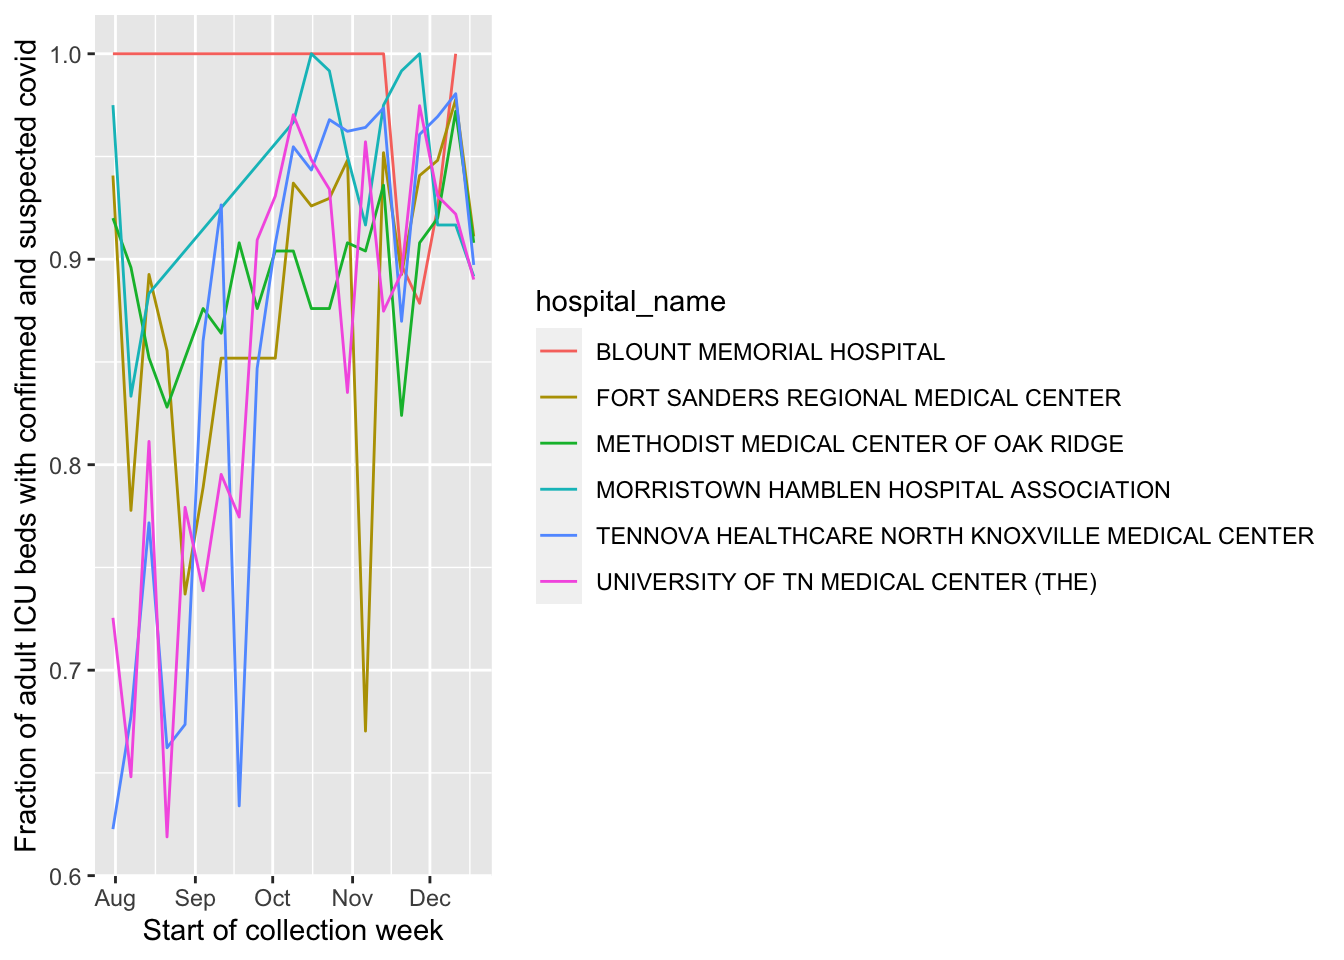 Fraction of adult ICU beds with confirmed and suspected covid
1.0
0.9
0.8
0.7
0.6
Aug Sep Oct Nov Dec
Start of collection week
hospital_name
BLOUNT MEMORIAL HOSPITAL
FORT SANDERS REGIONAL MEDICAL CENTER
METHODIST MEDICAL CENTER OF OAK RIDGE
MORRISTOWN HAMBLEN HOSPITAL ASSOCIATION
TENNOVA HEALTHCARE NORTH KNOXVILLE MEDICAL CENTER
UNIVERSITY OF TN MEDICAL CENTER (THE)